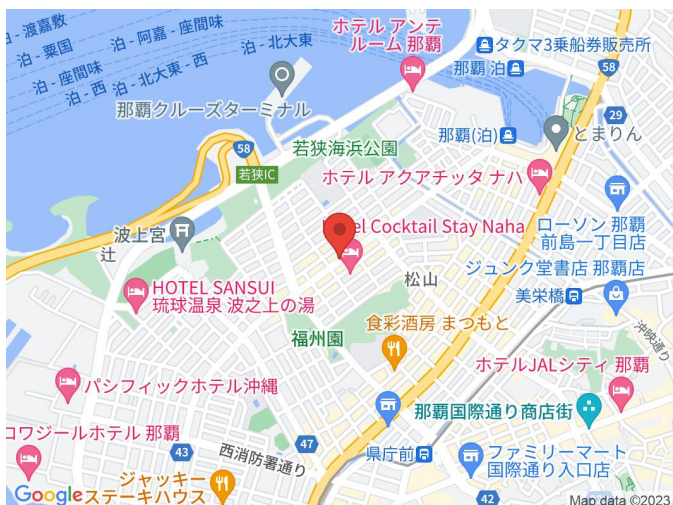 泊 - 渡嘉敷
泊 - 粟国
泊 - 座間味
泊 - 西
泊 - 阿嘉 - 座間味
泊 - 北大東 - 西
泊 - 北大東
ホテル アンテ
ルーム 那覇
タクマ3乗船券販売所
那覇 泊
58
29
那覇クルーズターミナル
那覇(泊)
とまりん
若狭海浜公園
58
若狭IC
ホテル アクアチッタ ナハ
ローソン 那覇
前島一丁目店
波上宮
辻
Hotel Cocktail Stay Naha
松山
ジュンク堂書店 那覇店
美栄橋
HOTEL SANSUI
琉球温泉 波之上の湯
沖映通り
福州園
食彩酒房 まつもと
ホテルJALシティ 那覇
パシフィックホテル沖縄
那覇国際通り商店街
コワジールホテル 那覇
47
43
西消防署通り
県庁前
ファミリーマート
国際通り入口店
ジャッキー
ステーキハウス
42
Google
Map data ©2023